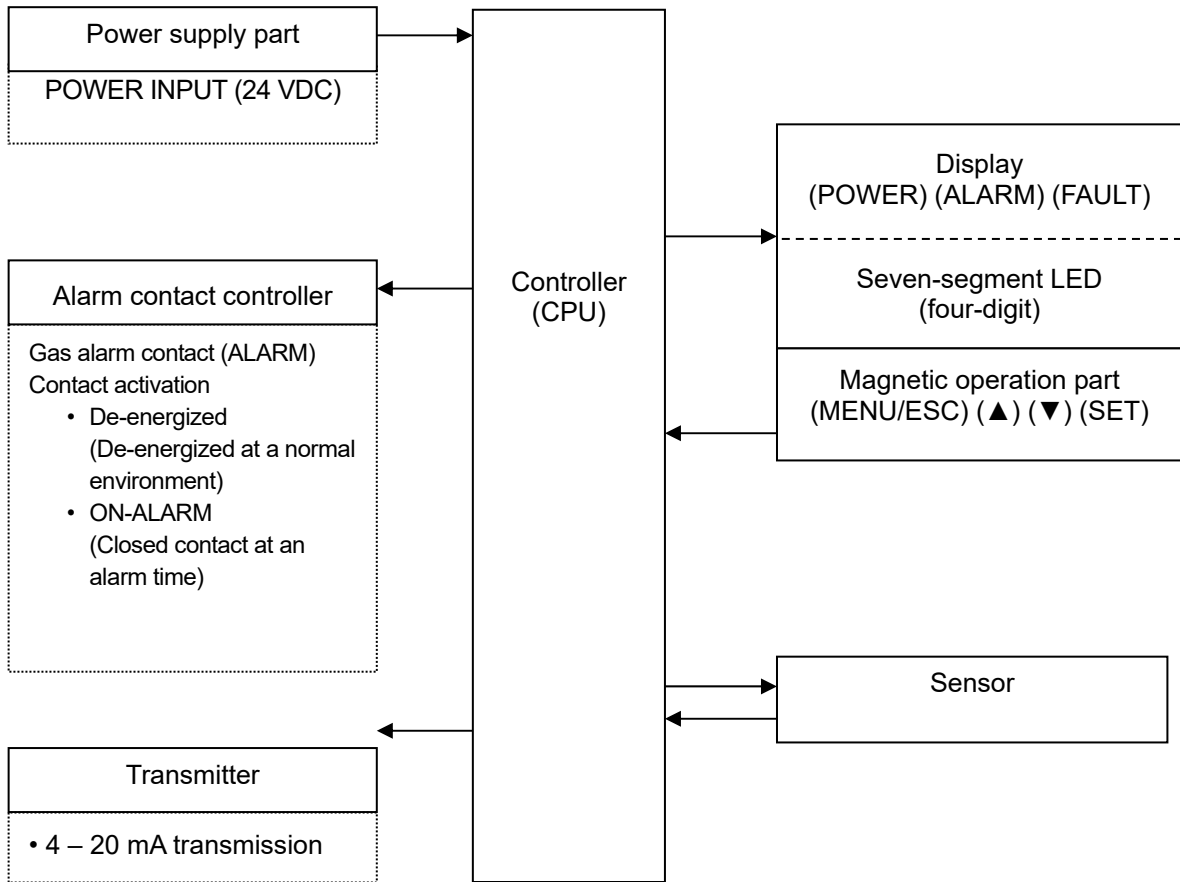 Power supply part
POWER INPUT (24 VDC)
Alarm contact controller
Gas alarm contact (ALARM)
Contact activation
• De-energized
(De-energized at a normal
environment)
• ON-ALARM
(Closed contact at an
alarm time)
Transmitter
• 4 – 20 mA transmission
Controller
(CPU)
Display
(POWER) (ALARM) (FAULT)
Seven-segment LED
(four-digit)
Magnetic operation part
(MENU/ESC) (▲) (▼) (SET)
Sensor